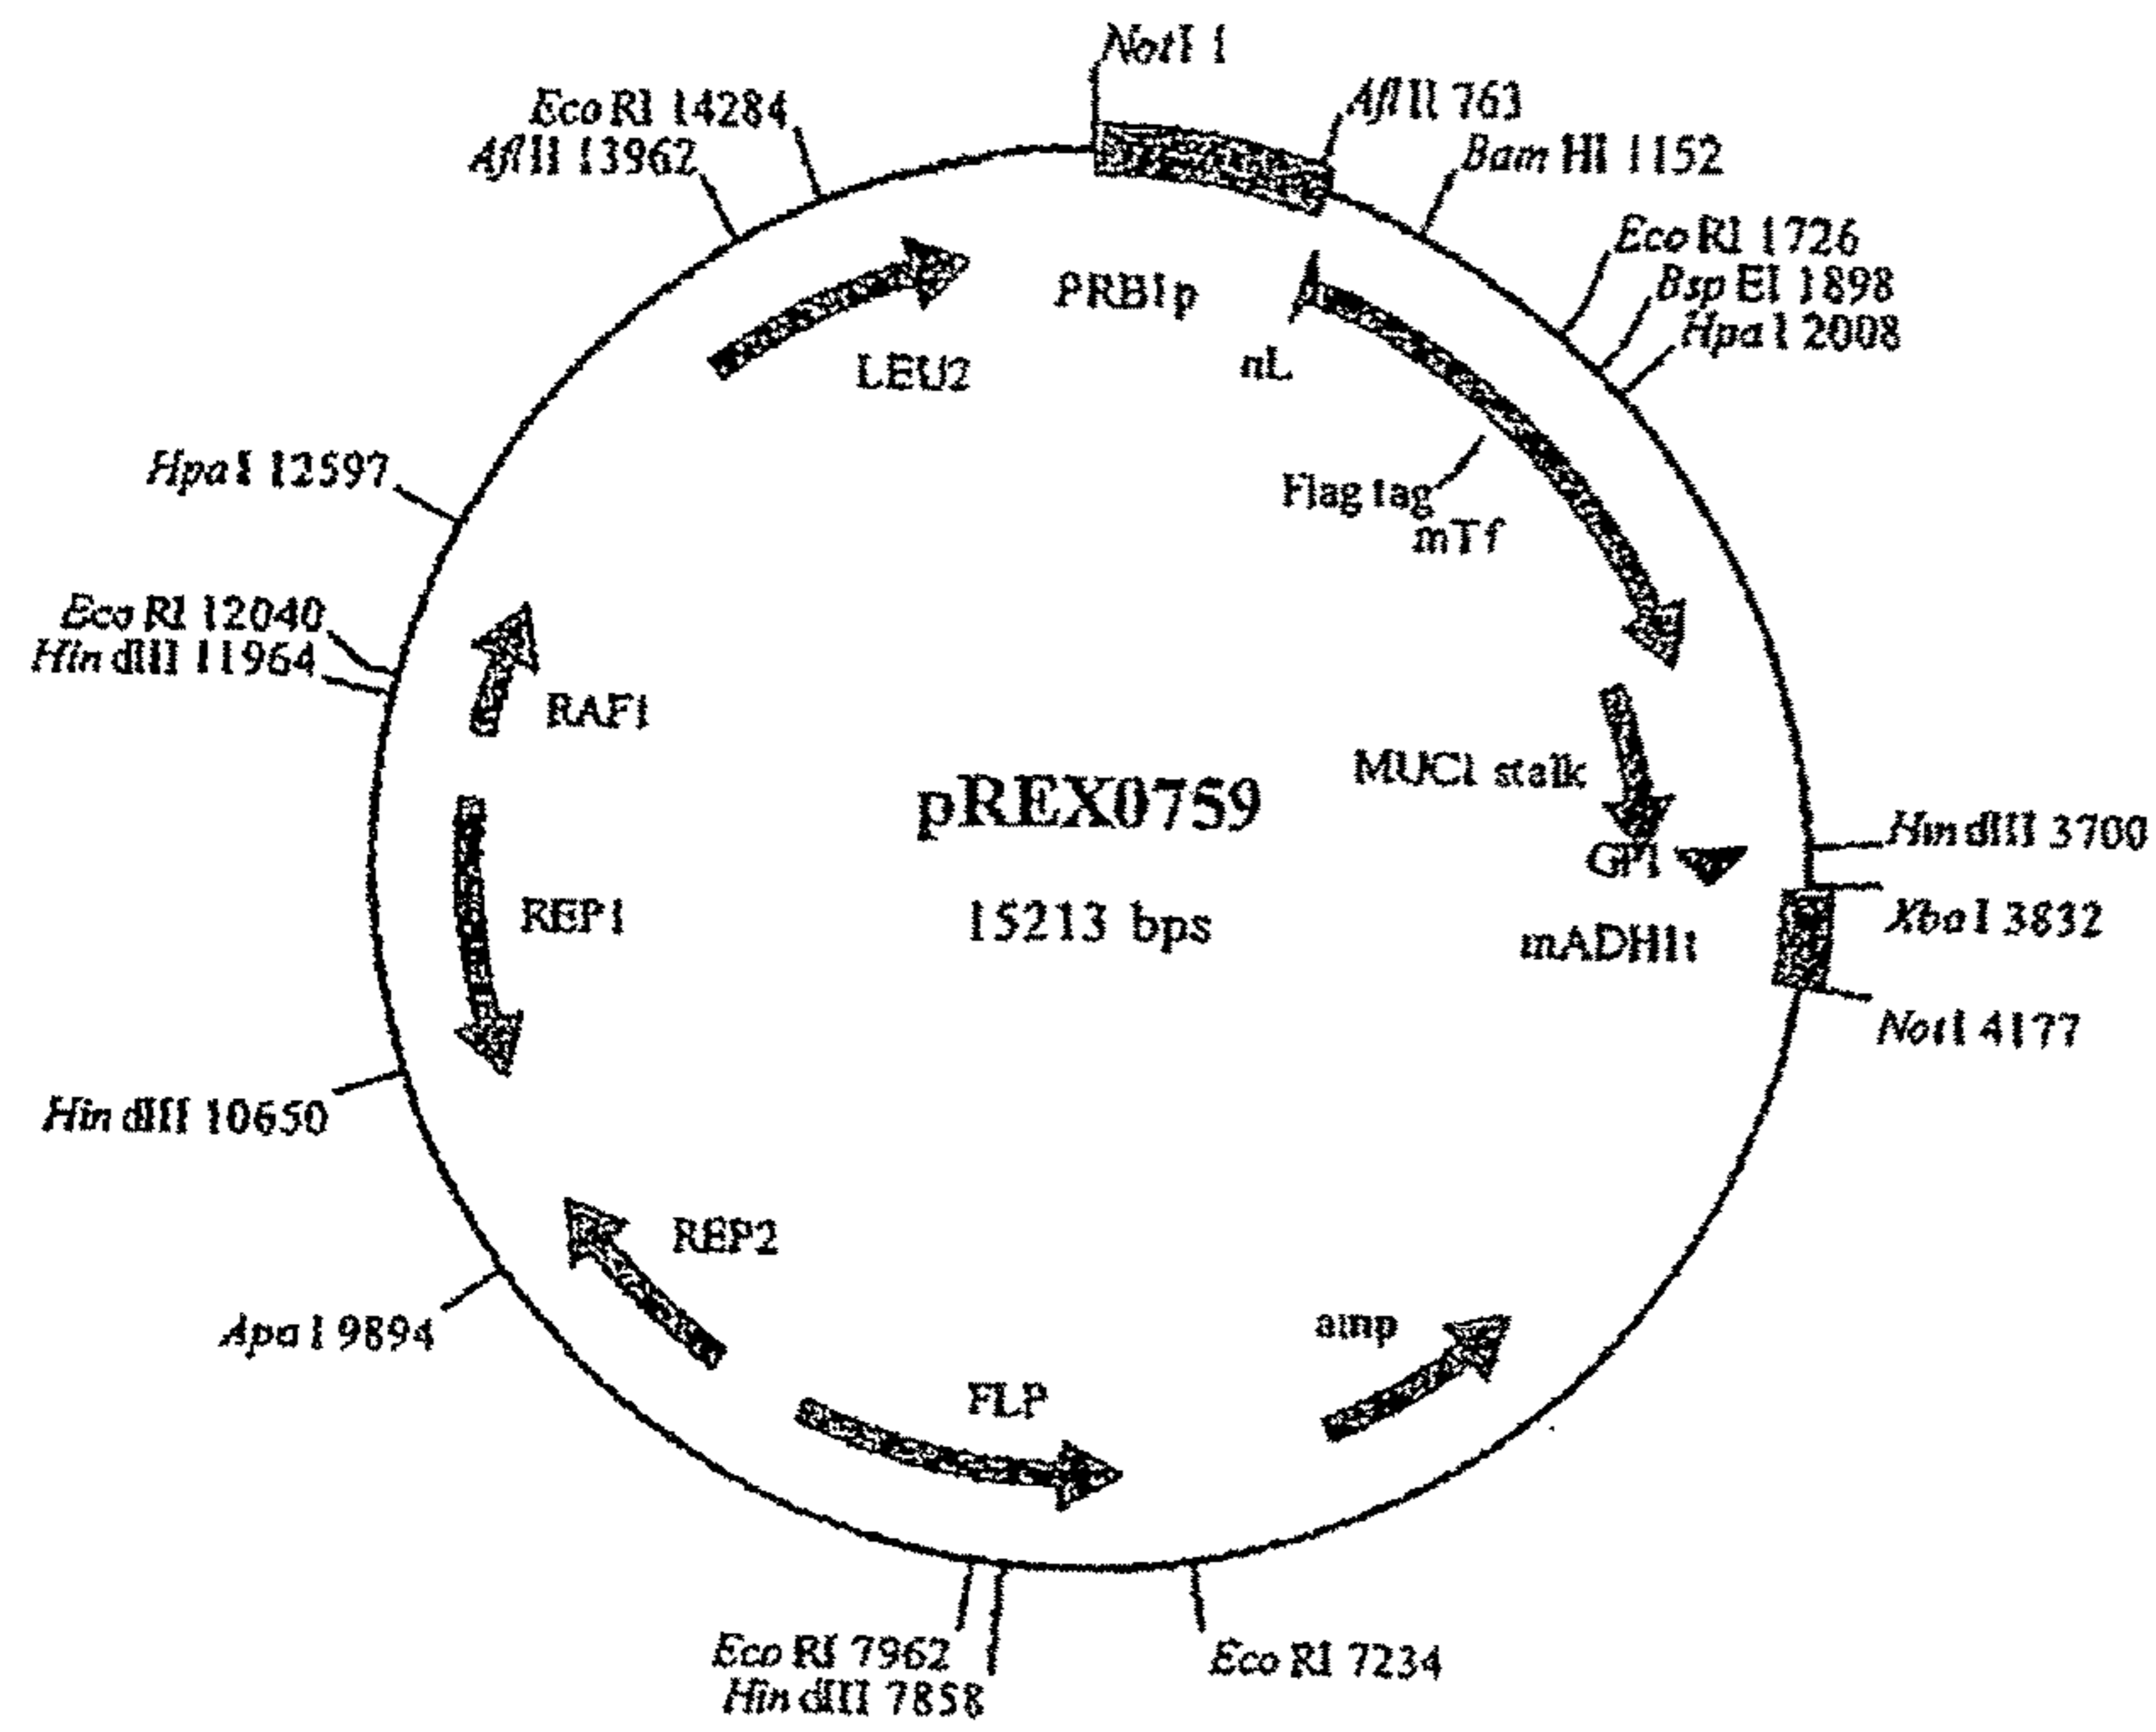 NotI 1
EcoRI 14284
AflII 13962
AflII 763
BamHI 1152
EcoRI 1726
BspEI 1898
HpaI 2008
PRB1p
LEU2
nL
HpaI 12597
Flag tag
mTf
EcoRI 12040
HindIII 11964
RAF1
MUC1 stalk
pREX0759
HindIII 3700
GPI
REP1
15213 bps
mADH1t
XbaI 3832
NotI 4177
HindIII 10650
REP2
ApaI 9894
amp
FLP
EcoRI 7962
HindIII 7858
EcoRI 7234